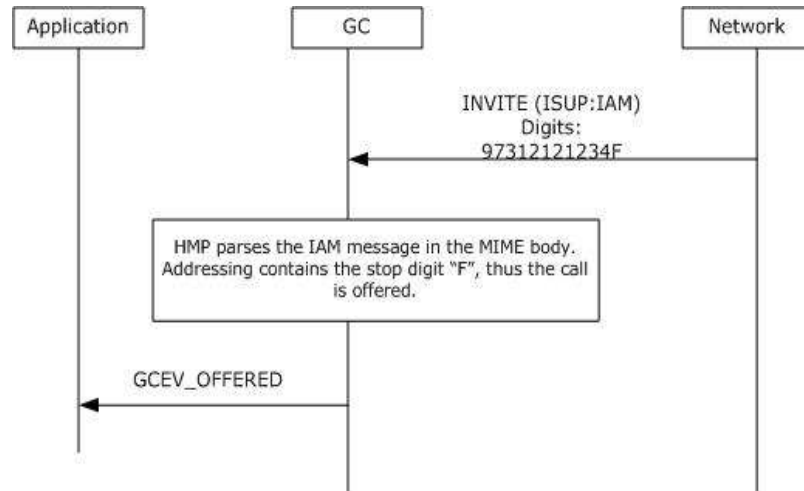 Application
GC
Network
INVITE (ISUP:IAM)
Digits:
97312121234F
HMP parses the IAM message in the MIME body.
Addressing contains the stop digit “F”, thus the call
is offered.
GCEV_OFFERED